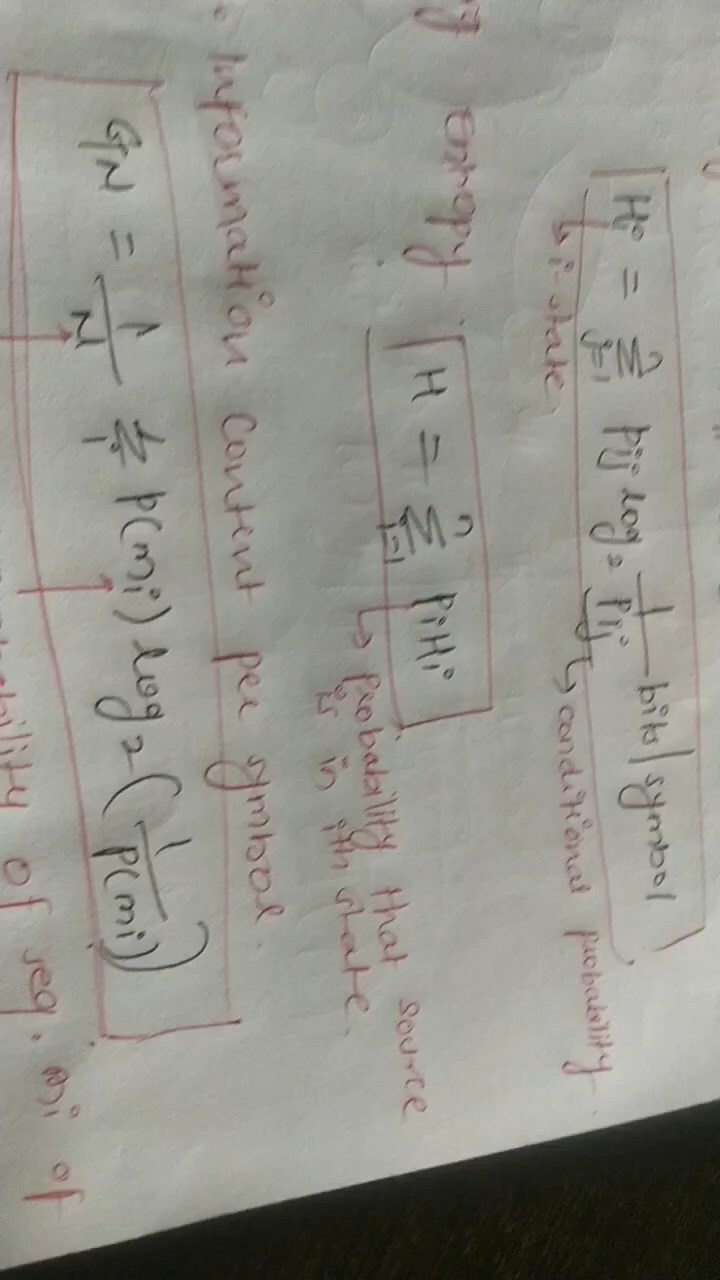 Hi = Σ_{j=1}^{n} Pij log₂ 1/Pij bits/symbol
↳ i-state
↳ conditional probability.
Entropy H = Σ_{i=1}^{n} PiHi
↳ probability that source
is in ith state.
Information content per symbol.
GN = 1/N Σ_i P(mi) log₂ (1/P(mi))
of seq. mi of